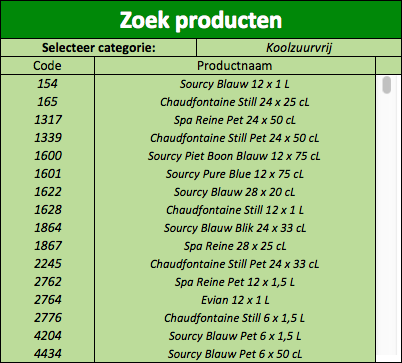 Zoek producten
Selecteer categorie: Koolzuurvrij
Code Productnaam
154 Sourcy Blauw 12 x 1 L
165 Chaudfontaine Still 24 x 25 cL
1317 Spa Reine Pet 24 x 50 cL
1339 Chaudfontaine Still Pet 24 x 50 cL
1600 Sourcy Piet Boon Blauw 12 x 75 cL
1601 Sourcy Pure Blue 12 x 75 cL
1622 Sourcy Blauw 28 x 20 cL
1628 Chaudfontaine Still 12 x 1 L
1864 Sourcy Blauw Blik 24 x 33 cL
1867 Spa Reine 28 x 25 cL
2245 Chaudfontaine Still Pet 24 x 33 cL
2762 Spa Reine Pet 12 x 1,5 L
2764 Evian 12 x 1 L
2776 Chaudfontaine Still 6 x 1,5 L
4204 Sourcy Blauw Pet 6 x 1,5 L
4434 Sourcy Blauw Pet 6 x 50 cL